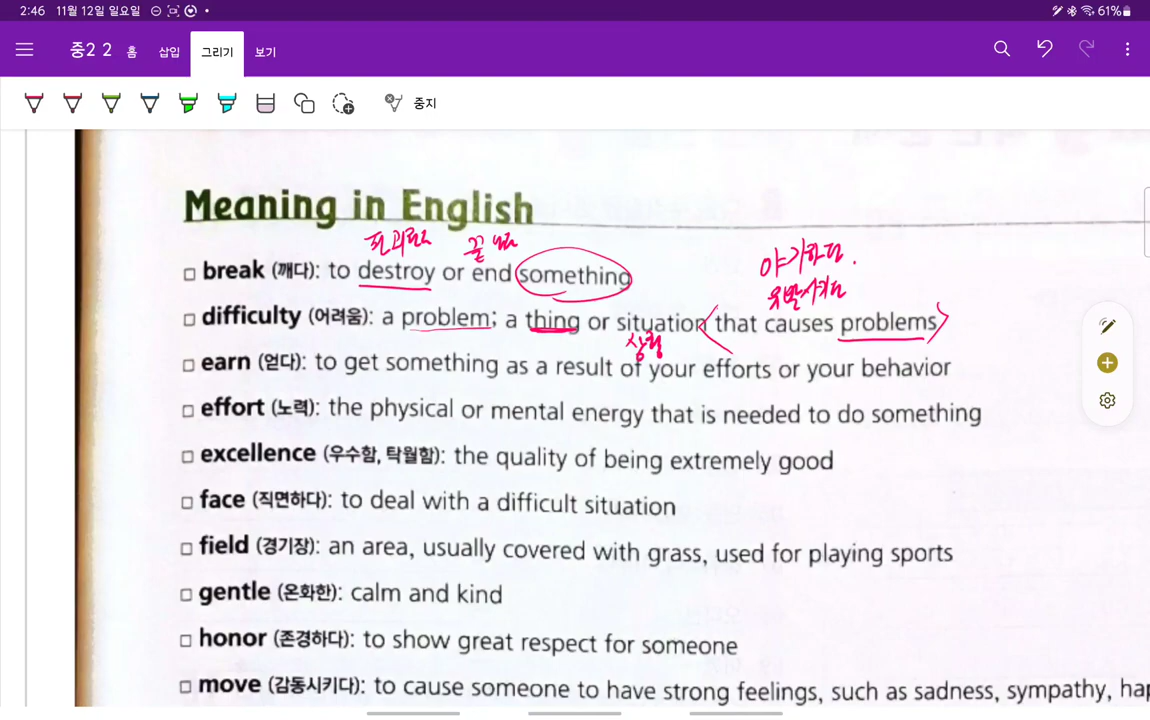 2:46 11월 12일 일요일 61%
중2 2 홈 삽입 그리기 보기
중지
Meaning in English
파괴하다 끝내다
break (깨다): to destroy or end something
야기하다.
유발시키다
difficulty (어려움): a problem; a thing or situation that causes problems
상황
earn (얻다): to get something as a result of your efforts or your behavior
effort (노력): the physical or mental energy that is needed to do something
excellence (우수함, 탁월함): the quality of being extremely good
face (직면하다): to deal with a difficult situation
field (경기장): an area, usually covered with grass, used for playing sports
gentle (온화한): calm and kind
honor (존경하다): to show great respect for someone
move (감동시키다): to cause someone to have strong feelings, such as sadness, sympathy, hap